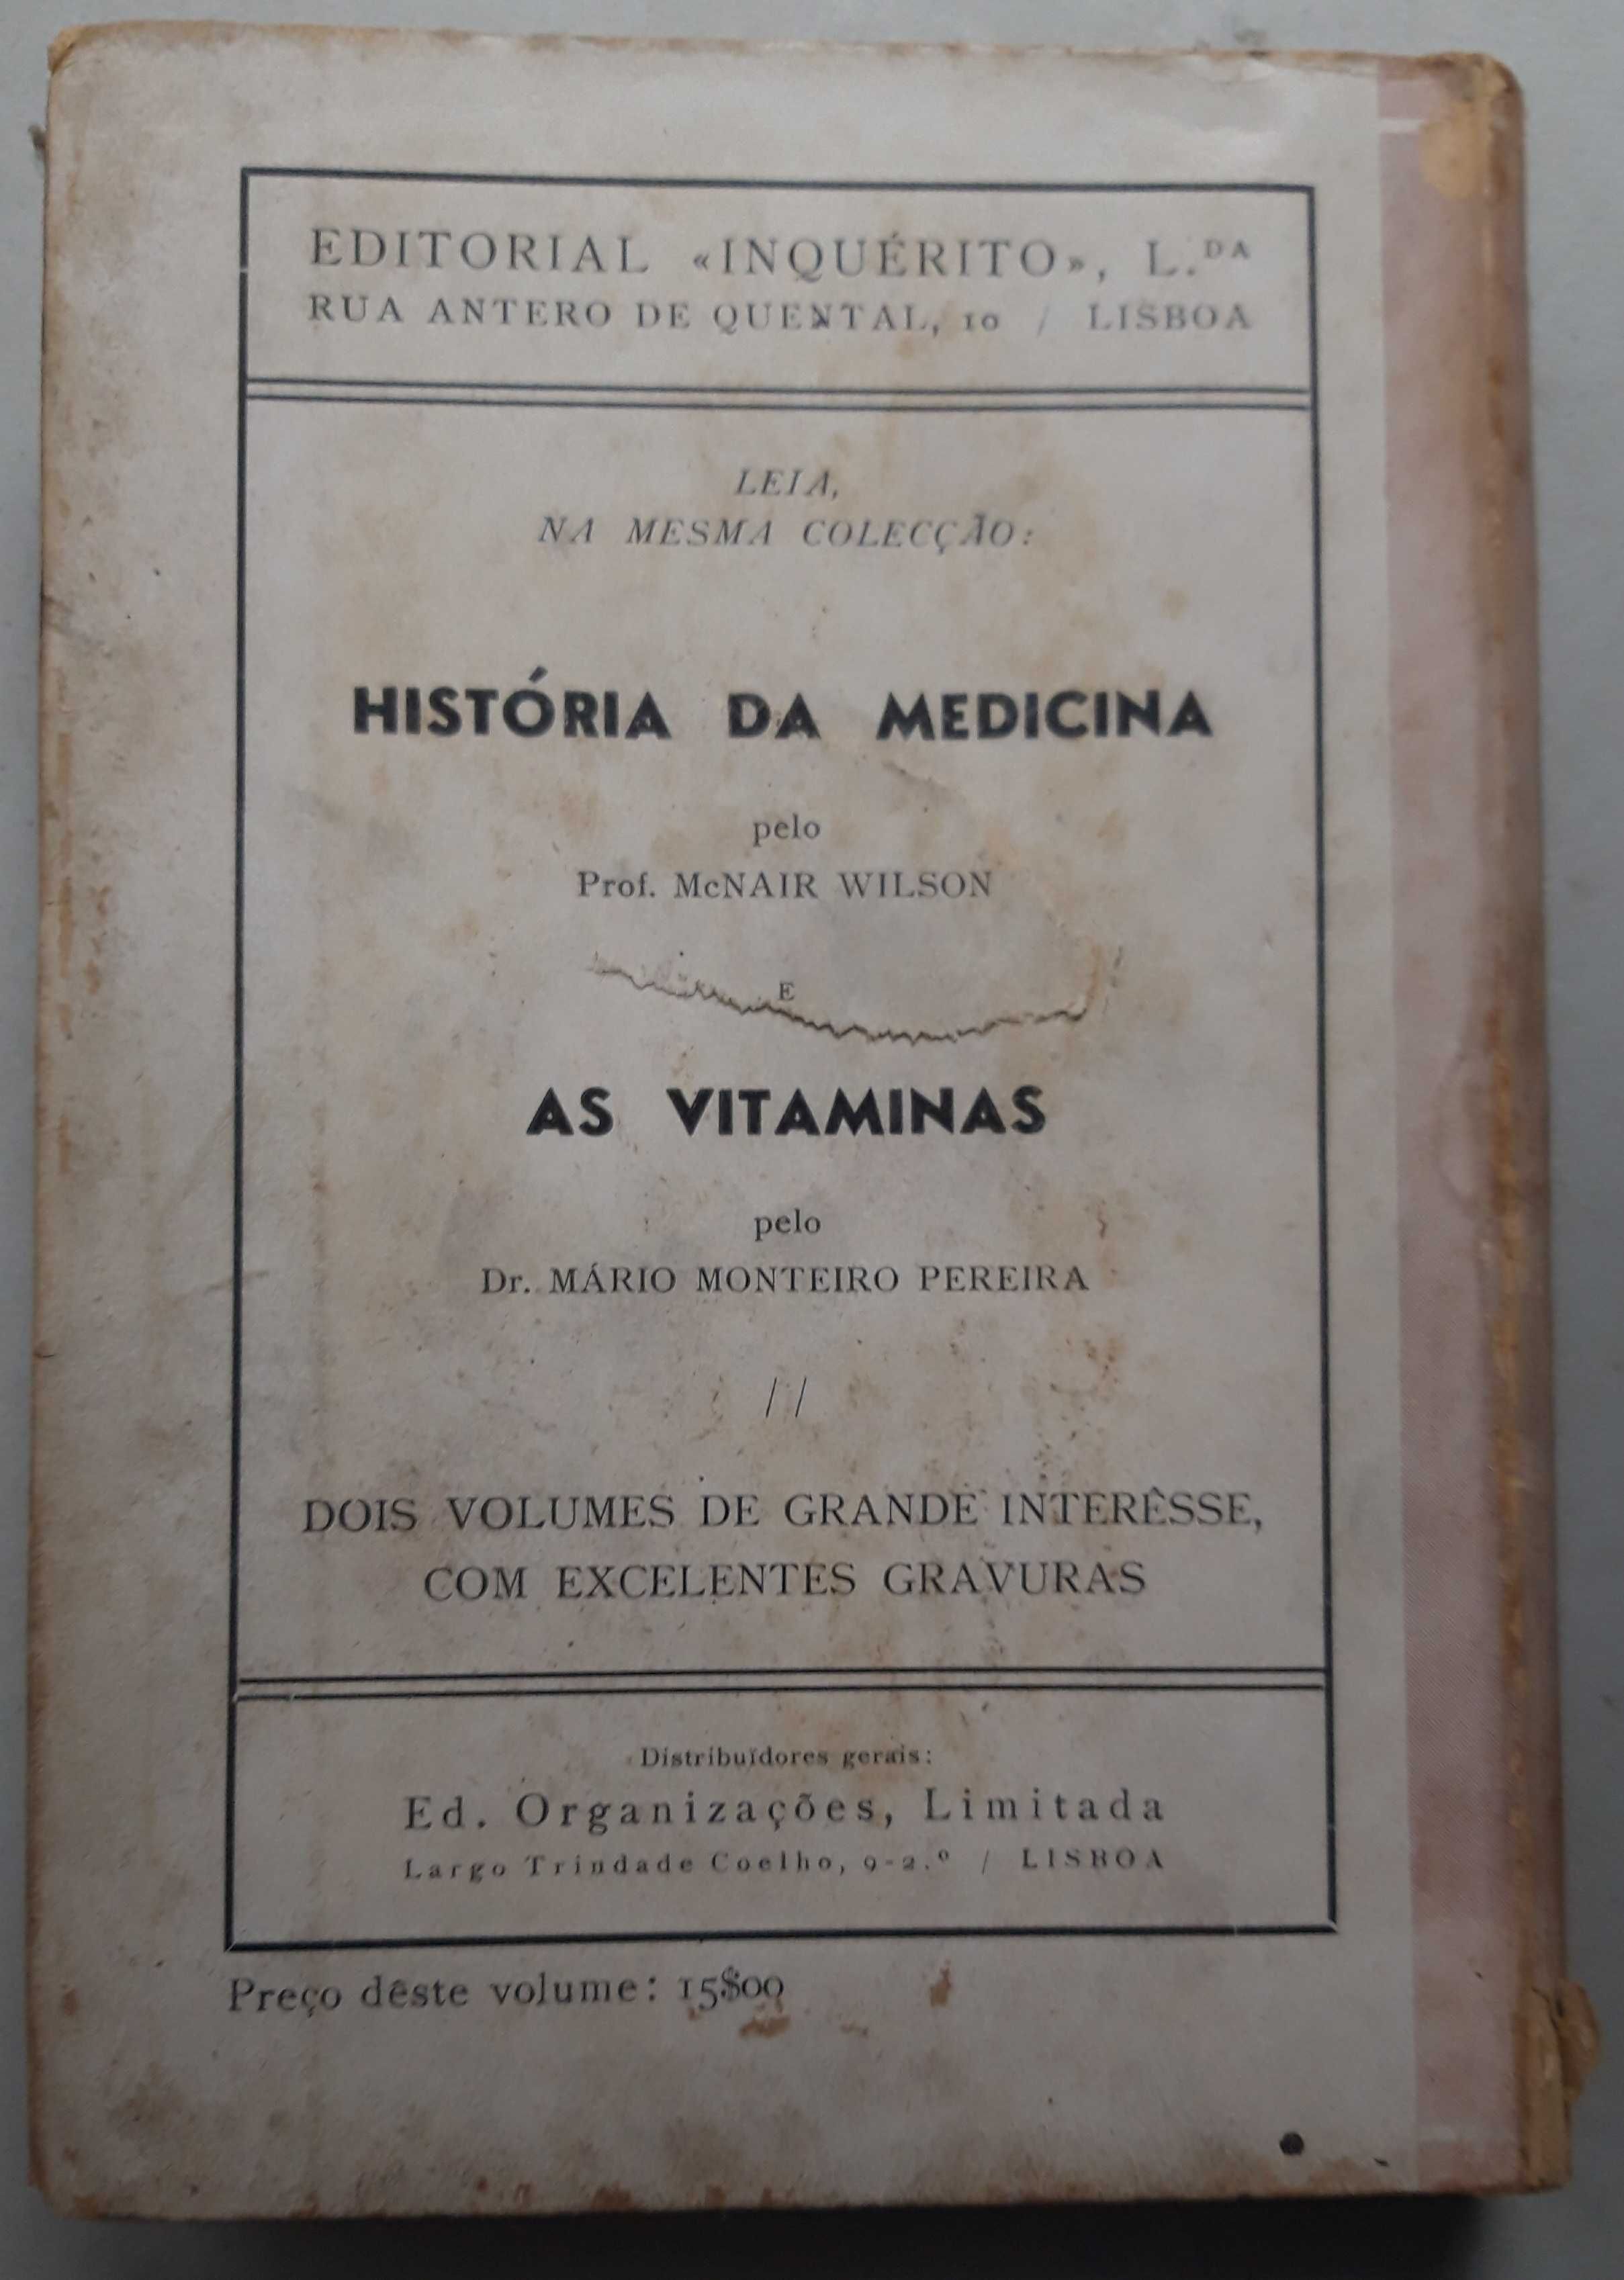 EDITORIAL «INQUÉRITO», L.DA
RUA ANTERO DE QUENTAL, 10 / LISBOA
LEIA,
NA MESMA COLECÇÃO:
HISTÓRIA DA MEDICINA
pelo
Prof. McNAIR WILSON
E
AS VITAMINAS
pelo
Dr. MÁRIO MONTEIRO PEREIRA
//
DOIS VOLUMES DE GRANDE INTERÊSSE,
COM EXCELENTES GRAVURAS
Distribuïdores gerais:
Ed. Organizações, Limitada
Largo Trindade Coelho, 9-2.º / LISBOA
Preço dêste volume: 15$00